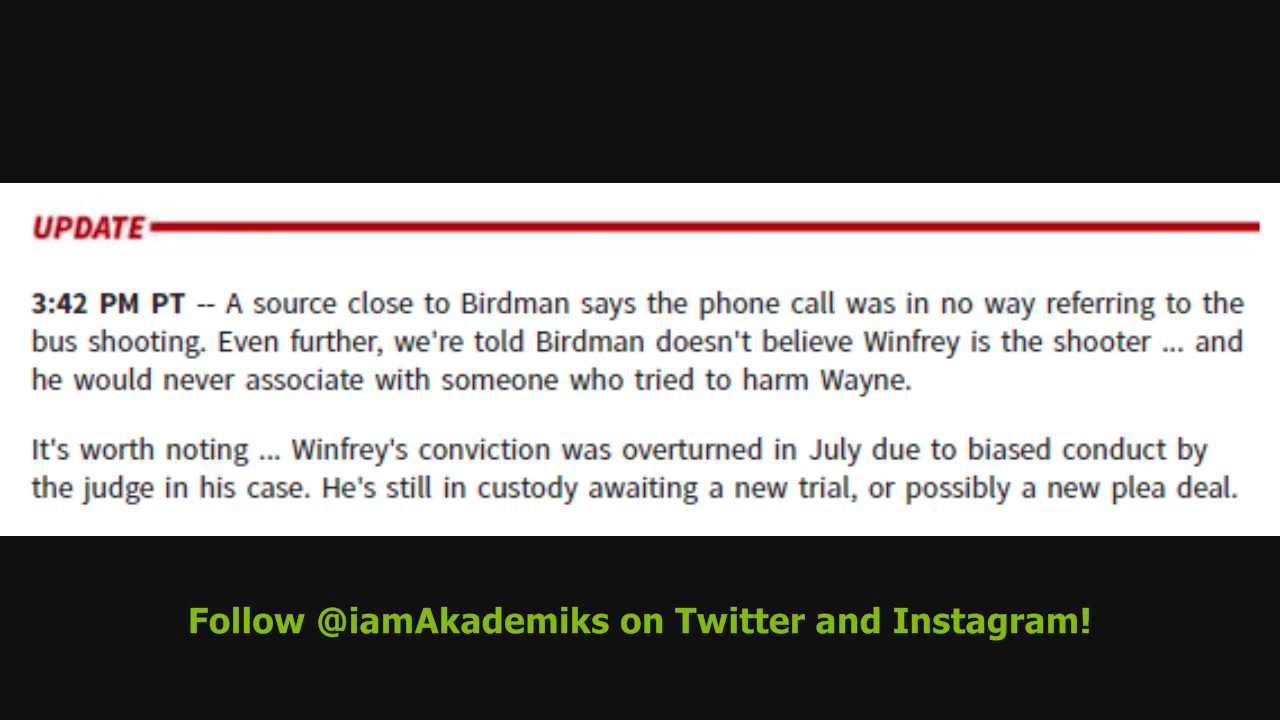 UPDATE
3:42 PM PT -- A source close to Birdman says the phone call was in no way referring to the
bus shooting. Even further, we're told Birdman doesn't believe Winfrey is the shooter ... and
he would never associate with someone who tried to harm Wayne.
It's worth noting ... Winfrey's conviction was overturned in July due to biased conduct by
the judge in his case. He's still in custody awaiting a new trial, or possibly a new plea deal.
Follow @iamAkademiks on Twitter and Instagram!